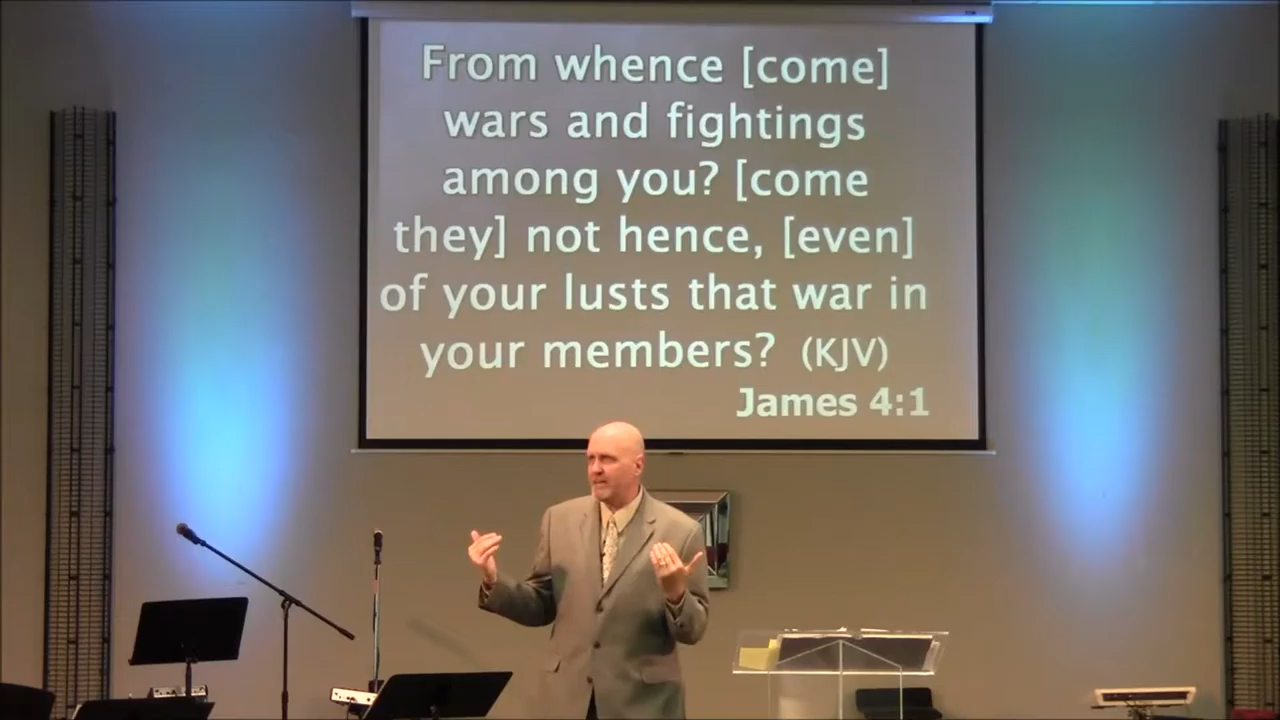 From whence [come]
wars and fightings
among you? [come
they] not hence, [even]
of your lusts that war in
your members? (KJV)
James 4:1